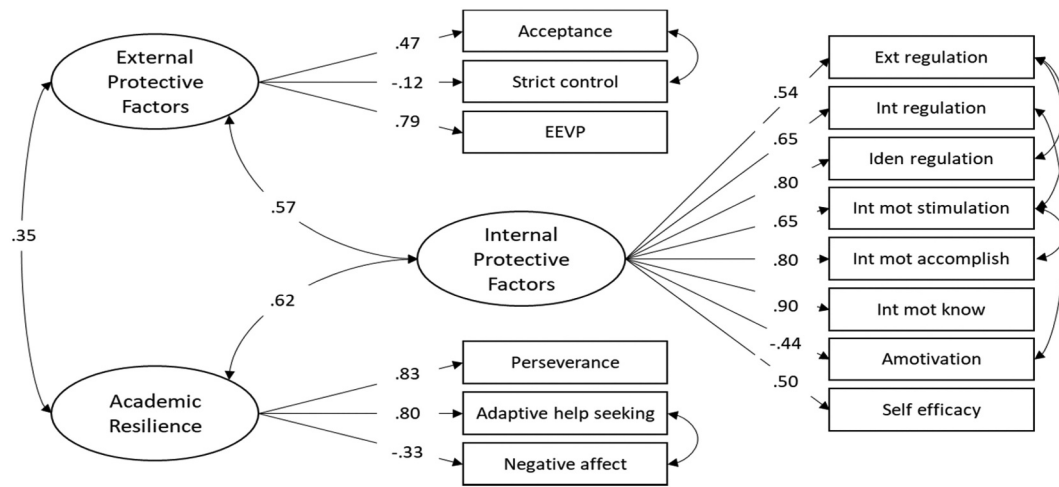 External
Protective
Factors
.47
-.12
.79
Acceptance
Strict control
EEVP
.35
.57
.62
Internal
Protective
Factors
.54
.65
.80
.65
.80
.90
-.44
.50
Ext regulation
Int regulation
Iden regulation
Int mot stimulation
Int mot accomplish
Int mot know
Amotivation
Self efficacy
Academic
Resilience
.83
.80
-.33
Perseverance
Adaptive help seeking
Negative affect